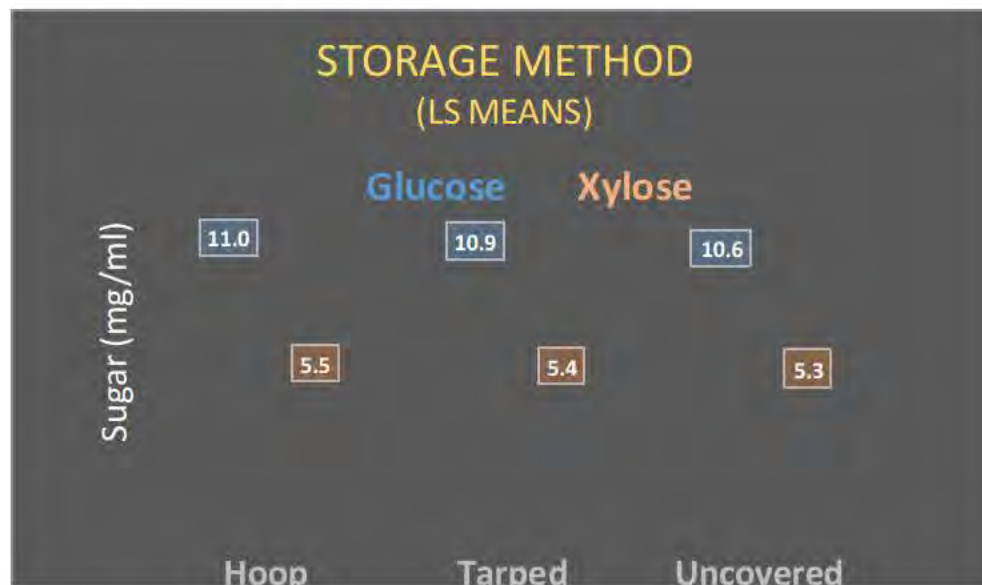 STORAGE METHOD
(LS MEANS)
Glucose Xylose
Sugar (mg/ml)
11.0 10.9 10.6
5.5 5.4 5.3
Hoop Tarped Uncovered